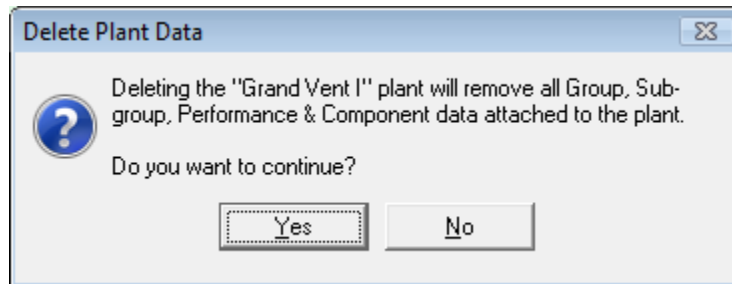 Delete Plant Data
Deleting the "Grand Vent I" plant will remove all Group, Sub-
group, Performance & Component data attached to the plant.
Do you want to continue?
Yes
No